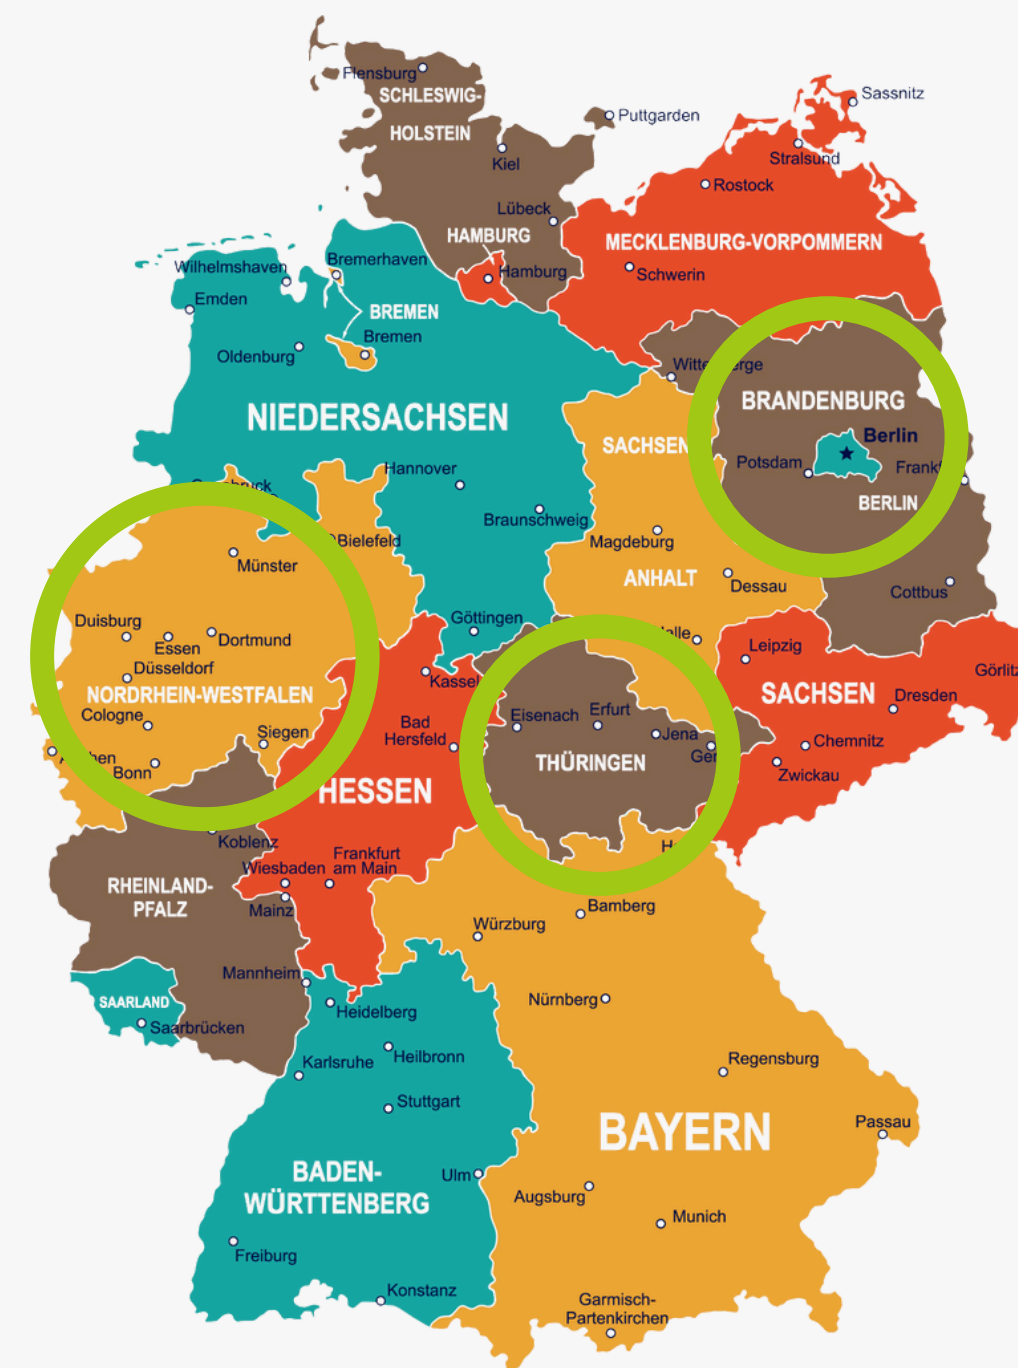 Flensburg
SCHLESWIG-
HOLSTEIN
Sassnitz
Puttgarden
Stralsund
Kiel
Rostock
Lübeck
HAMBURG
Hamburg
MECKLENBURG-VORPOMMERN
Schwerin
Wilhelmshaven
Bremerhaven
Emden
BREMEN
Bremen
Oldenburg
NIEDERSACHSEN
BRANDENBURG
Berlin
Potsdam
BERLIN
SACHSEN
Hannover
Braunschweig
Magdeburg
ANHALT
Dessau
Cottbus
Bielefeld
Münster
Göttingen
Duisburg
Essen
Dortmund
Düsseldorf
NORDRHEIN-WESTFALEN
Cologne
Siegen
Bonn
Kassel
Bad
Hersfeld
HESSEN
Leipzig
SACHSEN
Dresden
Chemnitz
Zwickau
Eisenach
Erfurt
Jena
THÜRINGEN
Koblenz
Frankfurt
am Main
Wiesbaden
Mainz
RHEINLAND-
PFALZ
Bamberg
Würzburg
Mannheim
SAARLAND
Saarbrücken
Heidelberg
Nürnberg
Karlsruhe
Heilbronn
Regensburg
Stuttgart
BAYERN
Passau
BADEN-
WÜRTTENBERG
Ulm
Augsburg
Munich
Freiburg
Konstanz
Garmisch-
Partenkirchen